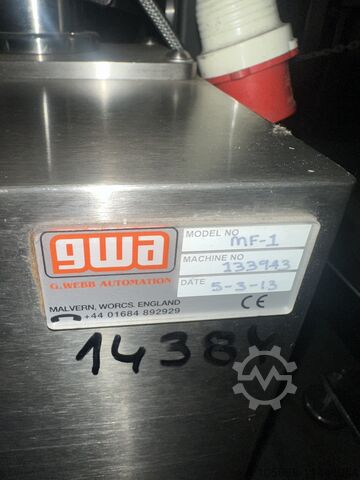 gwa
G.WEBB AUTOMATION
MODEL NO MF-1
MACHINE NO 133943
DATE 5-3-13
MALVERN, WORCS. ENGLAND
+44 01684 892929
CE
1438